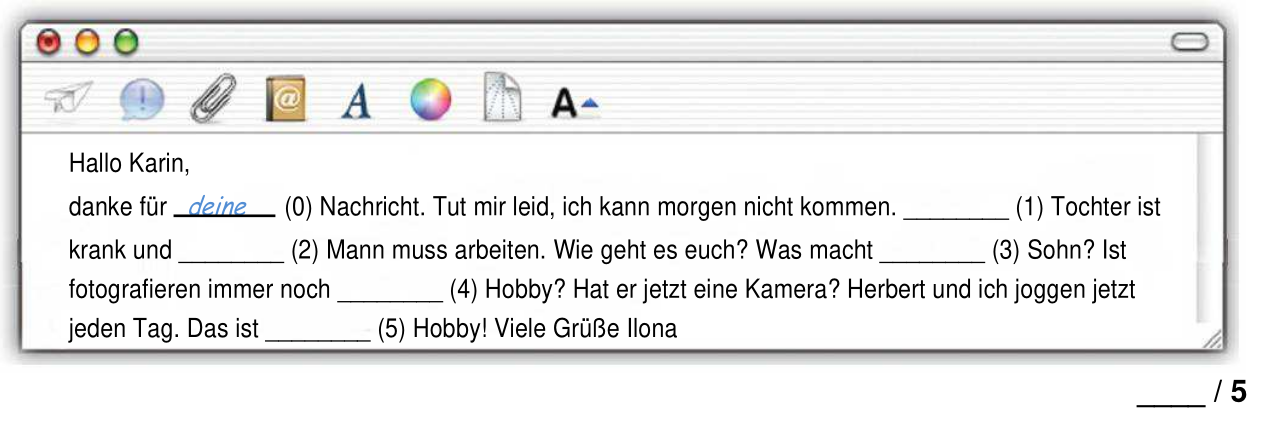 Hallo Karin,
danke für deine (0) Nachricht. Tut mir leid, ich kann morgen nicht kommen. ________ (1) Tochter ist
krank und ________ (2) Mann muss arbeiten. Wie geht es euch? Was macht ________ (3) Sohn? Ist
fotografieren immer noch ________ (4) Hobby? Hat er jetzt eine Kamera? Herbert und ich joggen jetzt
jeden Tag. Das ist ________ (5) Hobby! Viele Grüße Ilona
____ / 5